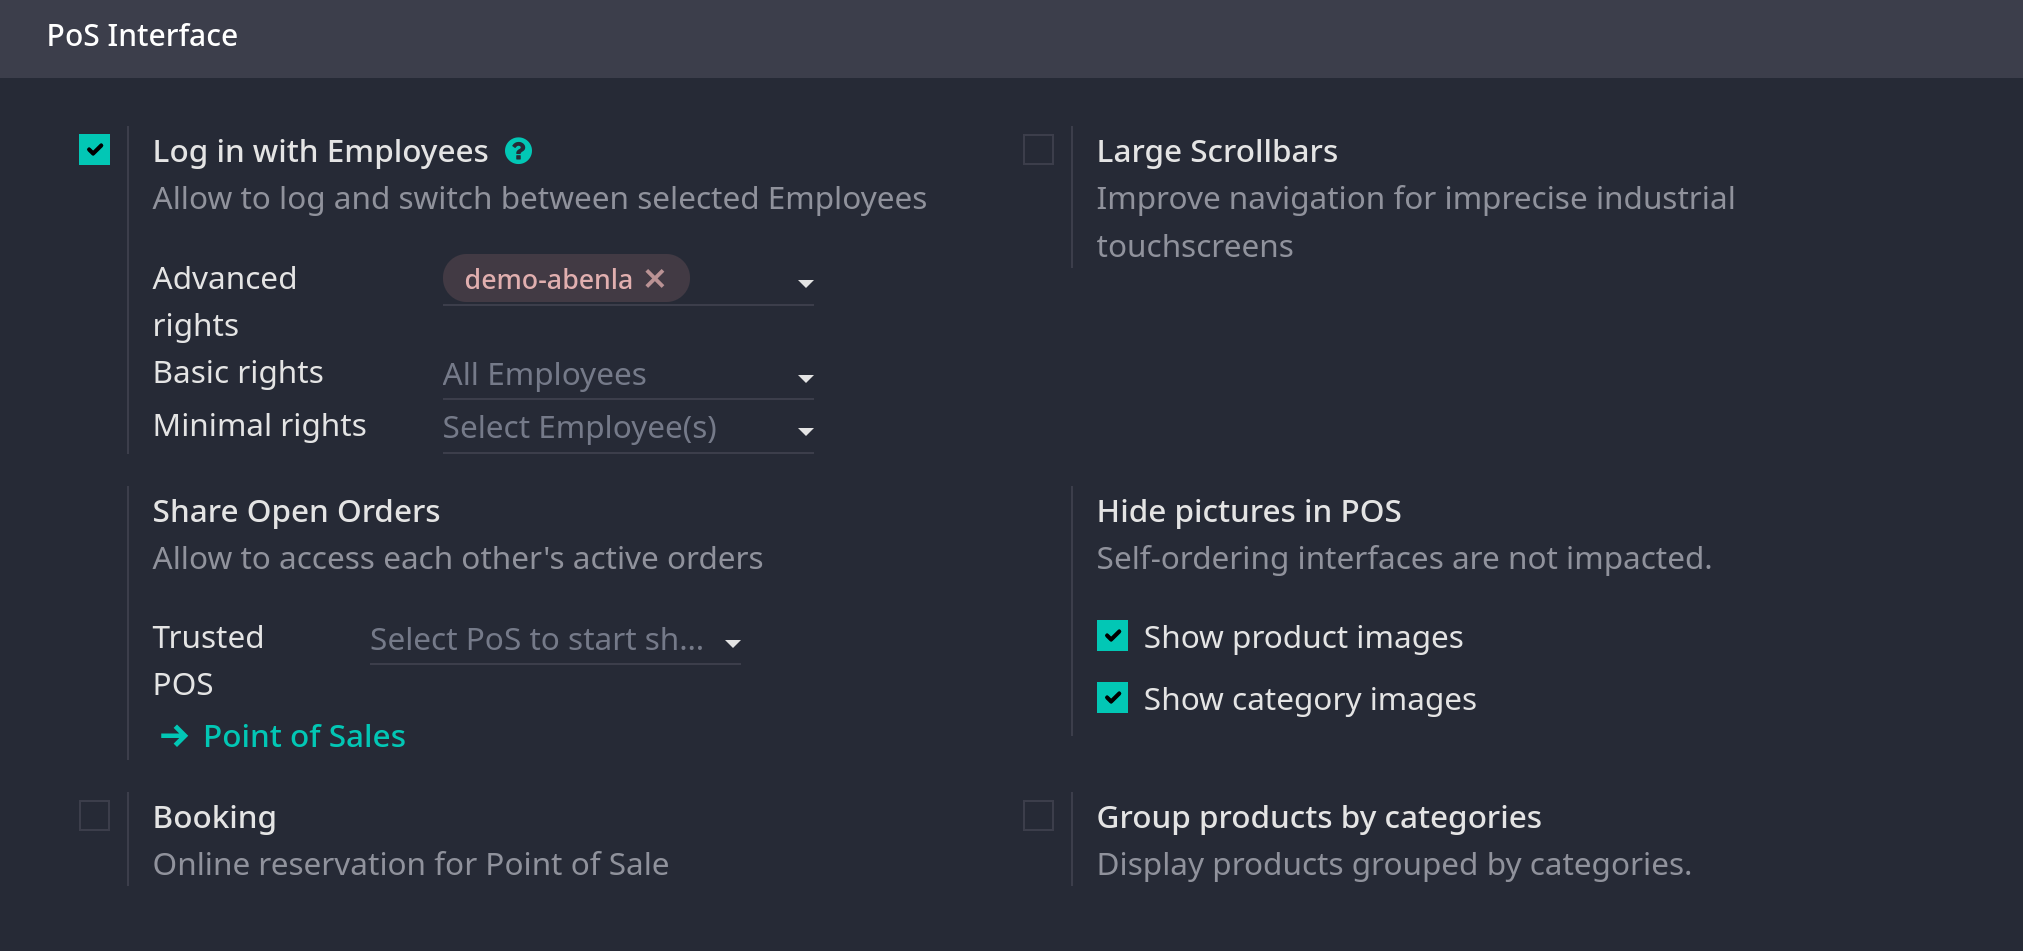 PoS Interface
Log in with Employees ?
Allow to log and switch between selected Employees
Advanced
rights
demo-abenla ✕
Basic rights
All Employees
Minimal rights
Select Employee(s)
Large Scrollbars
Improve navigation for imprecise industrial
touchscreens
Share Open Orders
Allow to access each other's active orders
Trusted
POS
Select PoS to start sh...
→ Point of Sales
Hide pictures in POS
Self-ordering interfaces are not impacted.
Show product images
Show category images
Booking
Online reservation for Point of Sale
Group products by categories
Display products grouped by categories.